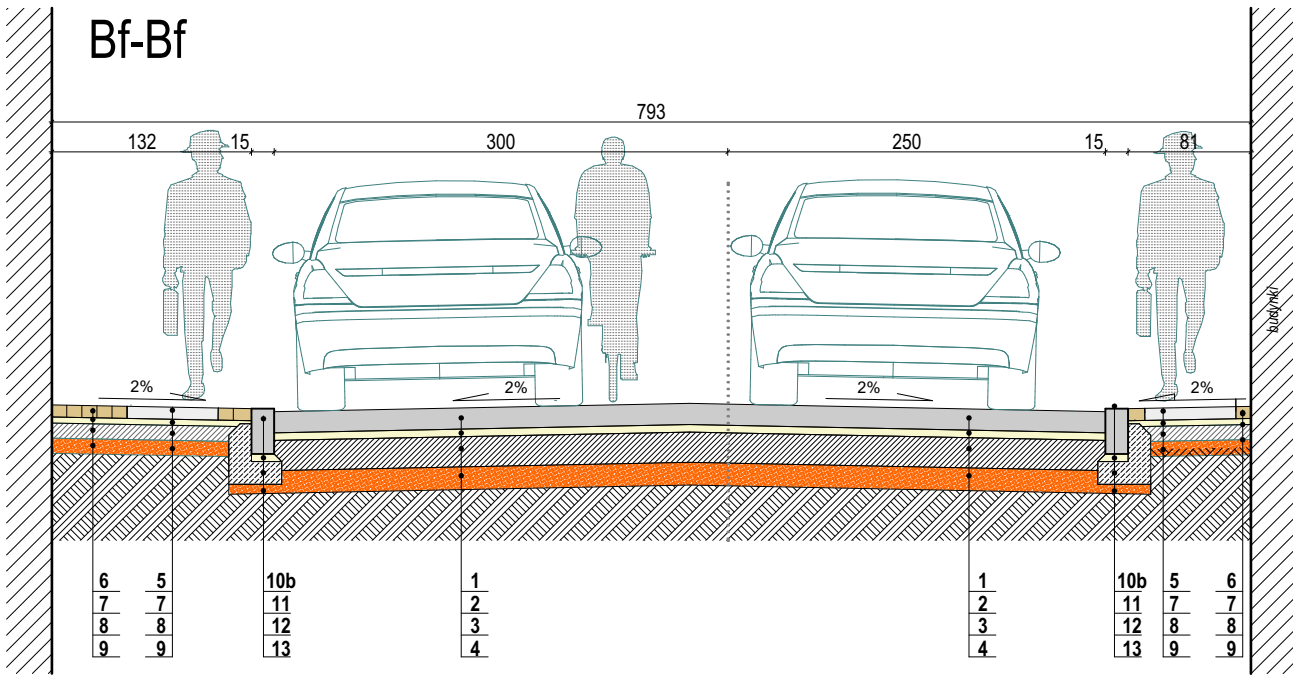 Bf-Bf
793
132 15 300 250 15 81
budynki
2% 2% 2% 2%
6 5 10b 1 1 10b 5 6
7 7 11 2 2 11 7 7
8 8 12 3 3 12 8 8
9 9 13 4 4 13 9 9